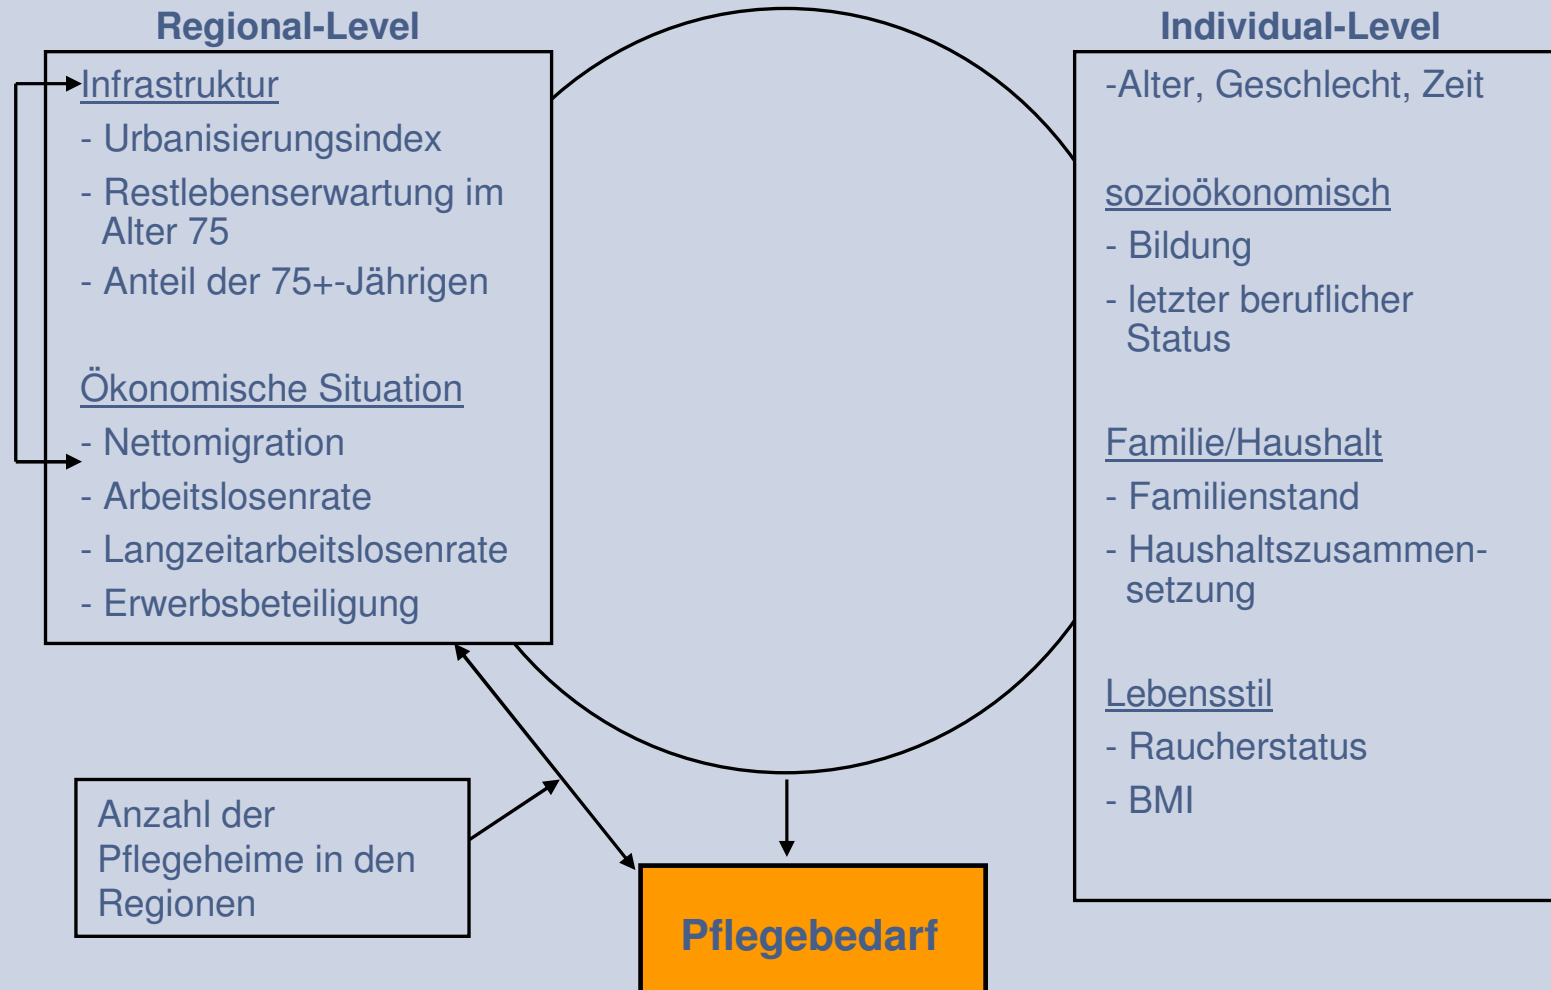 Regional-Level
Infrastruktur
- Urbanisierungsindex
- Restlebenserwartung im
Alter 75
- Anteil der 75+-Jährigen
Ökonomische Situation
- Nettomigration
- Arbeitslosenrate
- Langzeitarbeitslosenrate
- Erwerbsbeteiligung
Anzahl der
Pflegeheime in den
Regionen
Pflegebedarf
Individual-Level
-Alter, Geschlecht, Zeit
sozioökonomisch
- Bildung
- letzter beruflicher
Status
Familie/Haushalt
- Familienstand
- Haushaltszusammen-
setzung
Lebensstil
- Raucherstatus
- BMI